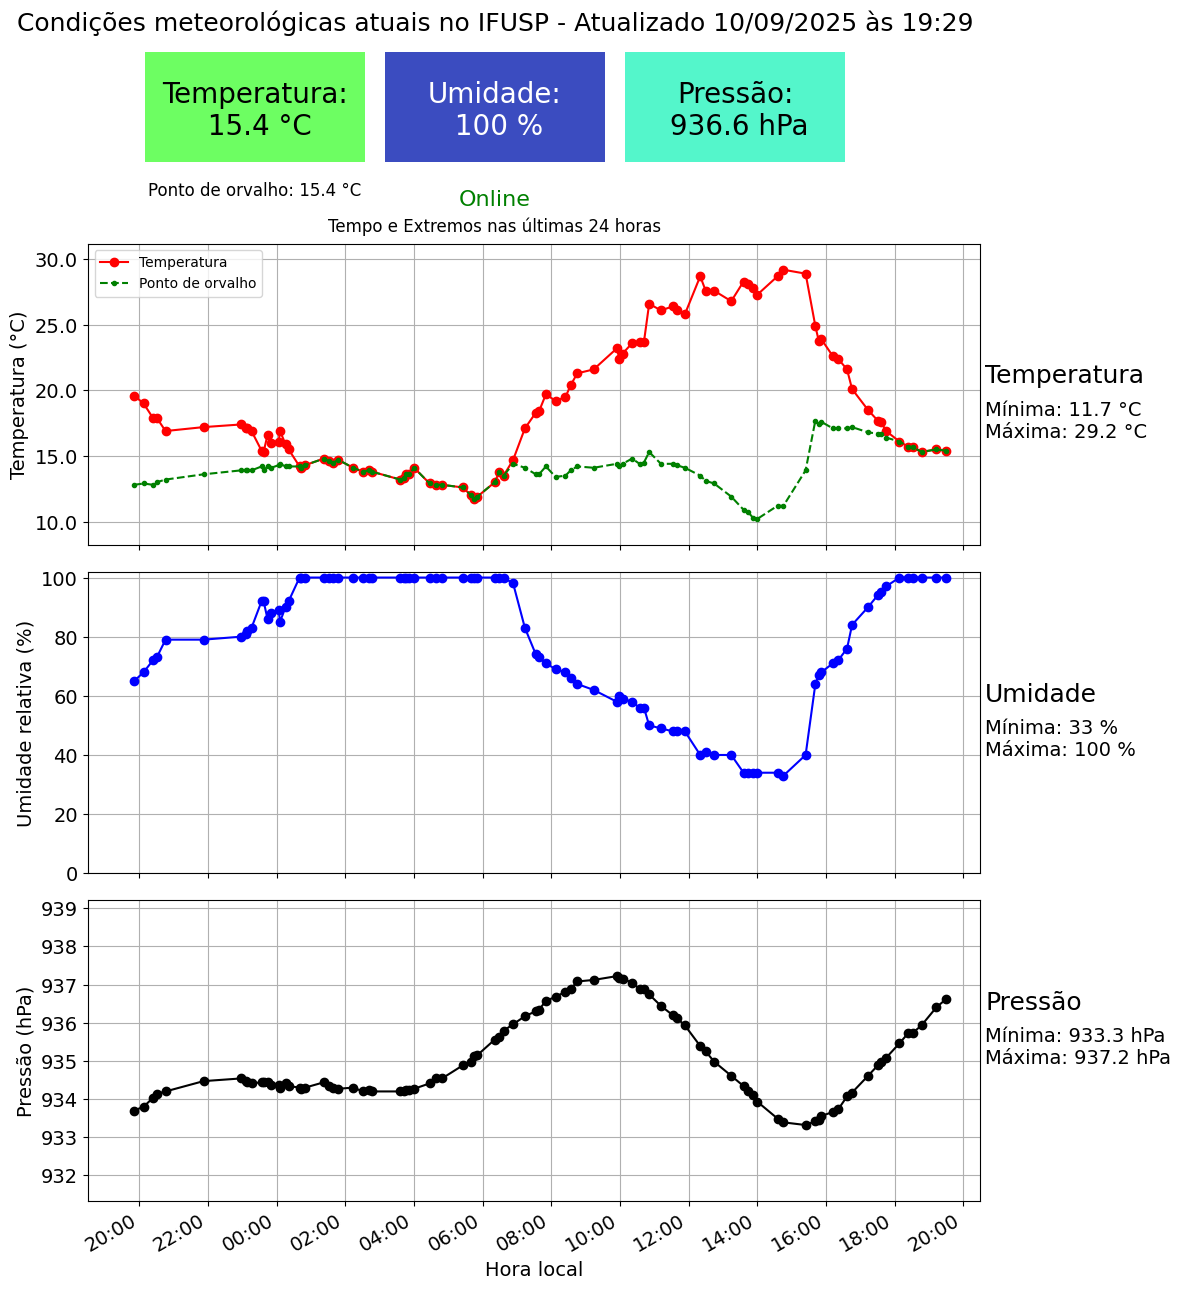 Condições meteorológicas atuais no IFUSP - Atualizado 10/09/2025 às 19:29
Temperatura:
15.4 °C
Umidade:
100 %
Pressão:
936.6 hPa
Ponto de orvalho: 15.4 °C
Online
Tempo e Extremos nas últimas 24 horas
Temperatura
Ponto de orvalho
Temperatura (°C)
30.0
25.0
20.0
15.0
10.0
Temperatura
Mínima: 11.7 °C
Máxima: 29.2 °C
Umidade relativa (%)
100
80
60
40
20
0
Umidade
Mínima: 33 %
Máxima: 100 %
Pressão (hPa)
939
938
937
936
935
934
933
932
Pressão
Mínima: 933.3 hPa
Máxima: 937.2 hPa
20:00 22:00 00:00 02:00 04:00 06:00 08:00 10:00 12:00 14:00 16:00 18:00 20:00
Hora local